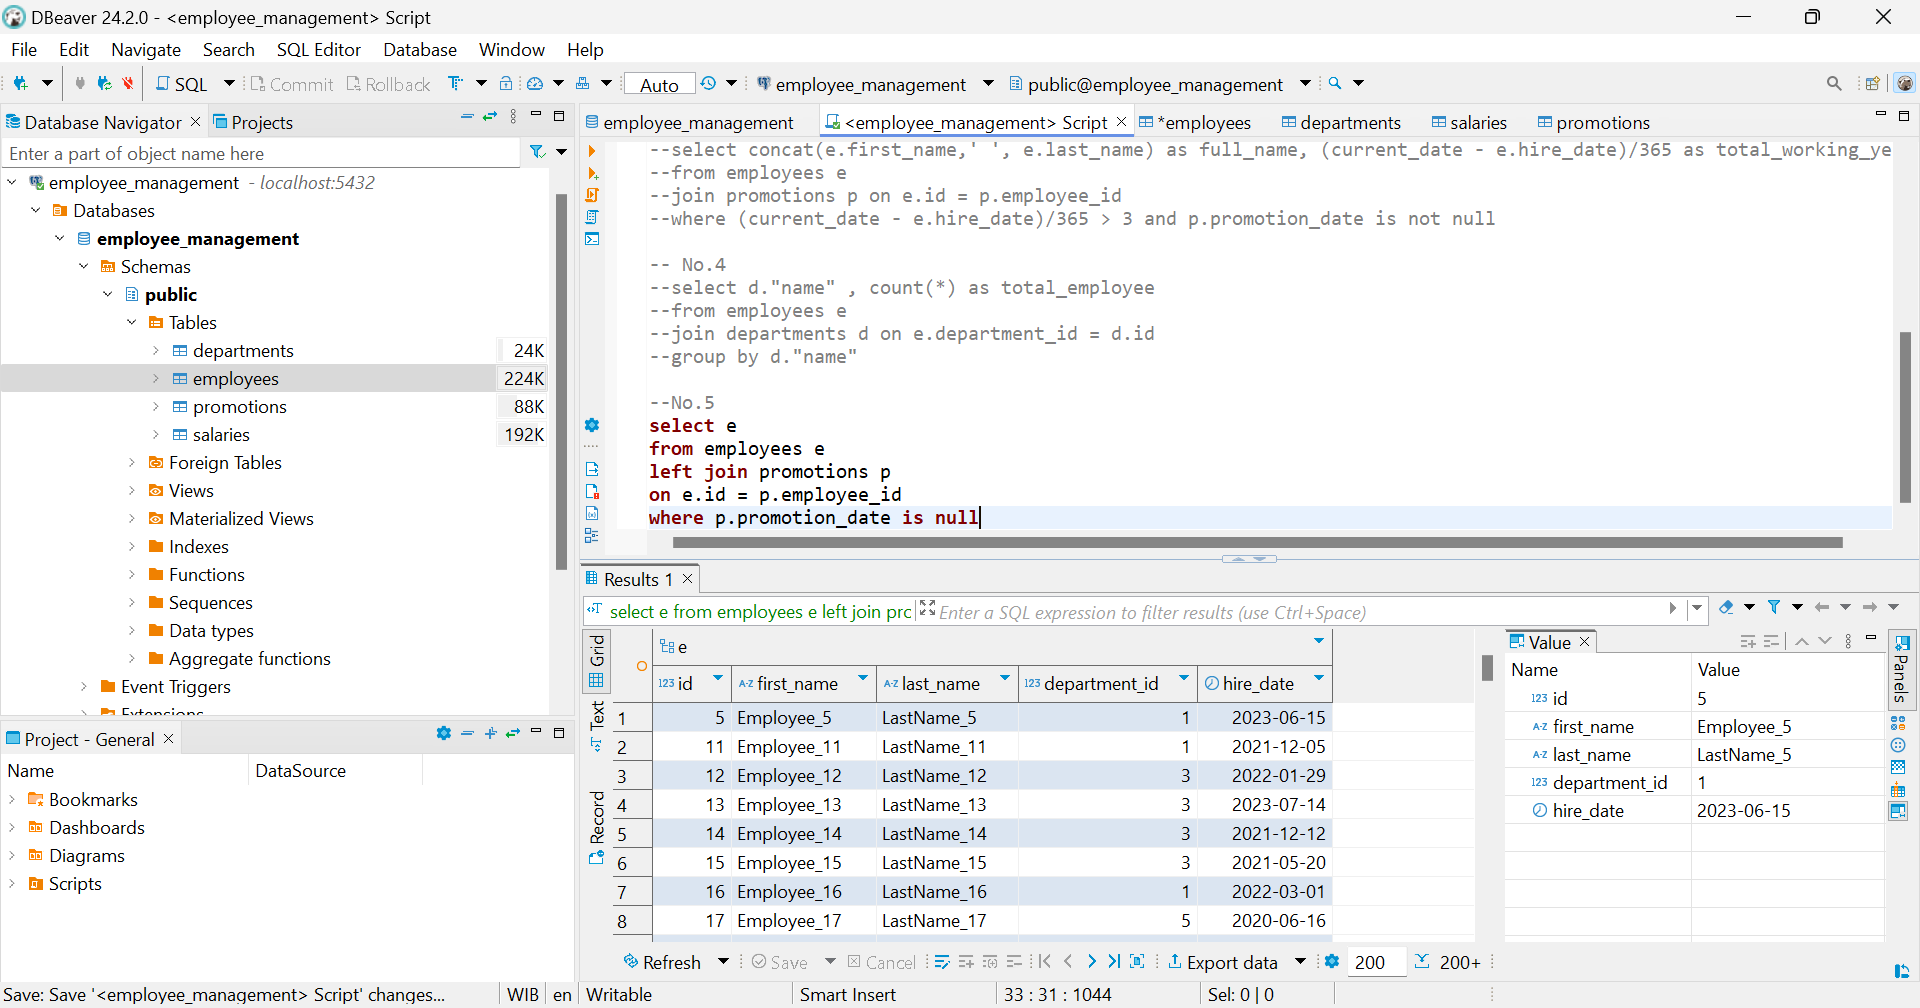 DBeaver 24.2.0 - <employee_management> Script
File Edit Navigate Search SQL Editor Database Window Help
SQL Commit Rollback Auto employee_management public@employee_management
Database Navigator Projects
Enter a part of object name here
employee_management - localhost:5432
Databases
employee_management
Schemas
public
Tables
departments 24K
employees 224K
promotions 88K
salaries 192K
Foreign Tables
Views
Materialized Views
Indexes
Functions
Sequences
Data types
Aggregate functions
Event Triggers
Extensions
Project - General
Name DataSource
Bookmarks
Dashboards
Diagrams
Scripts
employee_management <employee_management> Script *employees departments salaries promotions
--select concat(e.first_name,' ', e.last_name) as full_name, (current_date - e.hire_date)/365 as total_working_ye
--from employees e
--join promotions p on e.id = p.employee_id
--where (current_date - e.hire_date)/365 > 3 and p.promotion_date is not null
-- No.4
--select d."name" , count(*) as total_employee
--from employees e
--join departments d on e.department_id = d.id
--group by d."name"
--No.5
select e
from employees e
left join promotions p
on e.id = p.employee_id
where p.promotion_date is null
Results 1
select e from employees e left join prc Enter a SQL expression to filter results (use Ctrl+Space)
Grid
Text
Record
e
123 id A-Z first_name A-Z last_name 123 department_id hire_date
1 5 Employee_5 LastName_5 1 2023-06-15
2 11 Employee_11 LastName_11 1 2021-12-05
3 12 Employee_12 LastName_12 3 2022-01-29
4 13 Employee_13 LastName_13 3 2023-07-14
5 14 Employee_14 LastName_14 3 2021-12-12
6 15 Employee_15 LastName_15 3 2021-05-20
7 16 Employee_16 LastName_16 1 2022-03-01
8 17 Employee_17 LastName_17 5 2020-06-16
Value
Name Value
123 id 5
A-Z first_name Employee_5
A-Z last_name LastName_5
123 department_id 1
hire_date 2023-06-15
Panels
Refresh Save Cancel Export data 200 200+
Save: Save '<employee_management> Script' changes... WIB en Writable Smart Insert 33 : 31 : 1044 Sel: 0 | 0